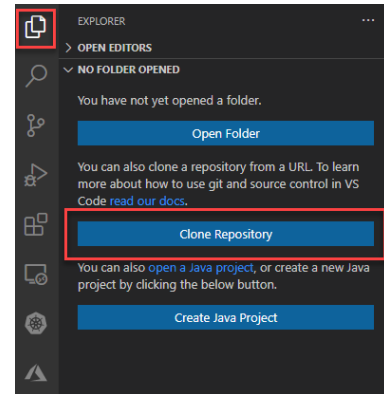 EXPLORER
OPEN EDITORS
NO FOLDER OPENED
You have not yet opened a folder.
Open Folder
You can also clone a repository from a URL. To learn
more about how to use git and source control in VS
Code read our docs.
Clone Repository
You can also open a Java project, or create a new Java
project by clicking the below button.
Create Java Project